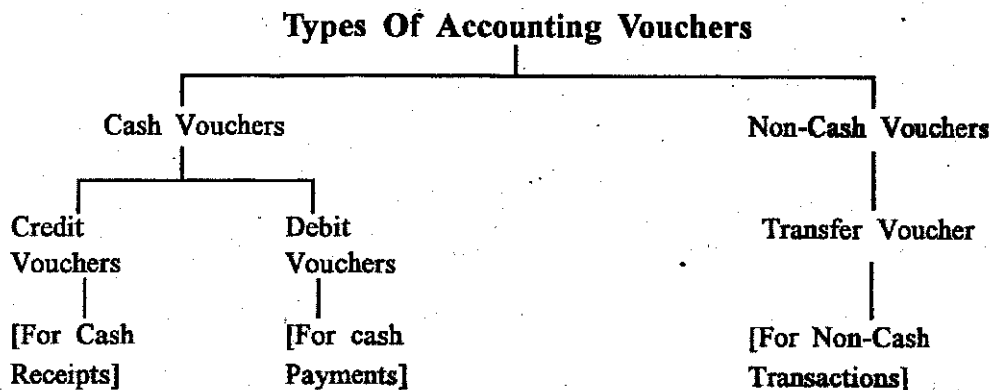 Types Of Accounting Vouchers
Cash Vouchers
Non-Cash Vouchers
Credit
Vouchers
Debit
Vouchers
Transfer Voucher
[For Cash
Receipts]
[For cash
Payments]
[For Non-Cash
Transactions]